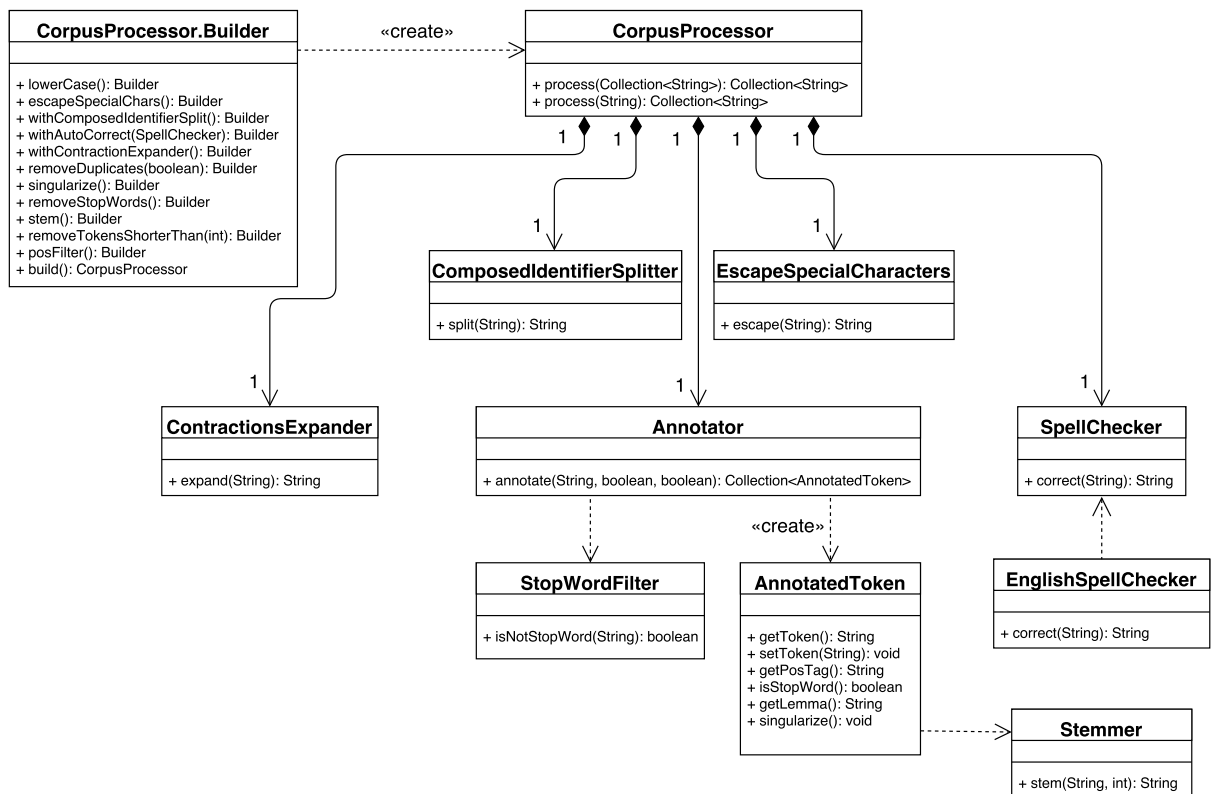 CorpusProcessor.Builder
+ lowerCase(): Builder
+ escapeSpecialChars(): Builder
+ withComposedIdentifierSplit(): Builder
+ withAutoCorrect(SpellChecker): Builder
+ withContractionExpander(): Builder
+ removeDuplicates(boolean): Builder
+ singularize(): Builder
+ removeStopWords(): Builder
+ stem(): Builder
+ removeTokensShorterThan(int): Builder
+ posFilter(): Builder
+ build(): CorpusProcessor
«create»
CorpusProcessor
+ process(Collection<String>): Collection<String>
+ process(String): Collection<String>
1
1
1
1
1
1
1
ComposedIdentifierSplitter
+ split(String): String
EscapeSpecialCharacters
+ escape(String): String
1
1
1
ContractionsExpander
+ expand(String): String
Annotator
+ annotate(String, boolean, boolean): Collection<AnnotatedToken>
SpellChecker
+ correct(String): String
«create»
StopWordFilter
+ isNotStopWord(String): boolean
AnnotatedToken
+ getToken(): String
+ setToken(String): void
+ getPosTag(): String
+ isStopWord(): boolean
+ getLemma(): String
+ singularize(): void
EnglishSpellChecker
+ correct(String): String
Stemmer
+ stem(String, int): String